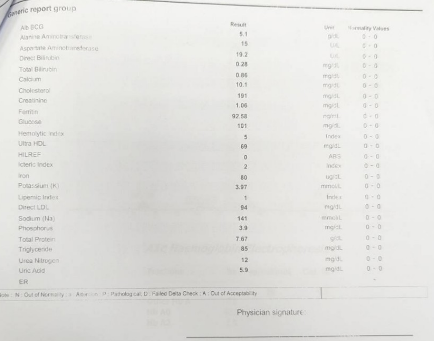 Generic report group
Result Unit Normality Values
Alb BCG 5.1 g/dL 0 - 0
Alanine Aminotransferase 15 U/L 0 - 0
Aspartate Aminotransferase 19.2 U/L 0 - 0
Direct Bilirubin 0.28 mg/dL 0 - 0
Total Bilirubin 0.86 mg/dL 0 - 0
Calcium 10.1 mg/dL 0 - 0
Cholesterol 191 mg/dL 0 - 0
Creatinine 1.06 mg/dL 0 - 0
Ferritin 92.58 ng/mL 0 - 0
Glucose 101 mg/dL 0 - 0
Hemolytic Index 5 Index 0 - 0
Ultra HDL 69 mg/dL 0 - 0
HILREF 0 ABS 0 - 0
Icteric Index 2 Index 0 - 0
Iron 80 ug/dL 0 - 0
Potassium (K) 3.97 mmol/L 0 - 0
Lipemic Index 1 Index 0 - 0
Direct LDL 94 mg/dL 0 - 0
Sodium (Na) 141 mmol/L 0 - 0
Phosphorus 3.9 mg/dL 0 - 0
Total Protein 7.67 g/dL 0 - 0
Triglyceride 85 mg/dL 0 - 0
Urea Nitrogen 12 mg/dL 0 - 0
Uric Acid 5.9 mg/dL 0 - 0
ER -
N : Out of Normality P : Pathological D : Failed Delta Check A : Out of Acceptability
Physician signature: